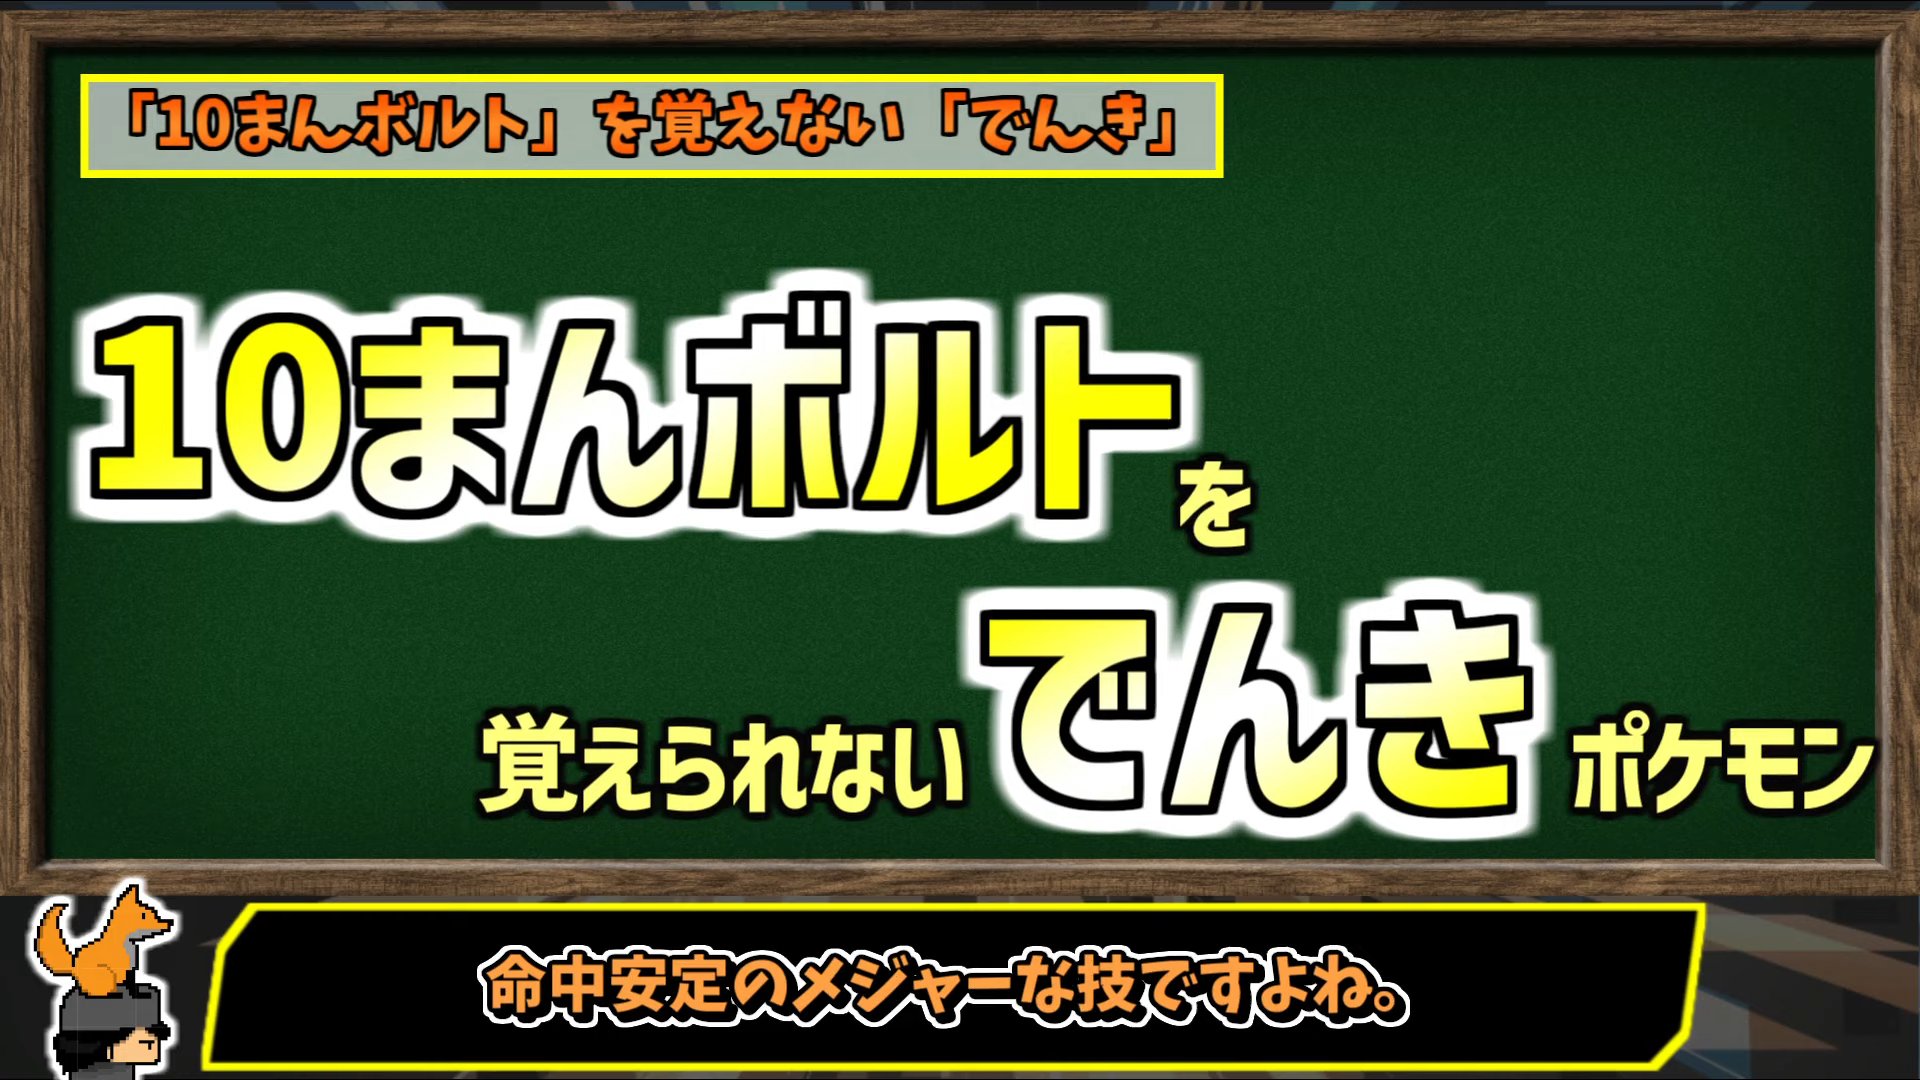 「10まんボルト」を覚えない「でんき」
10まんボルトを
覚えられないでんきポケモン
命中安定のメジャーな技ですよね。